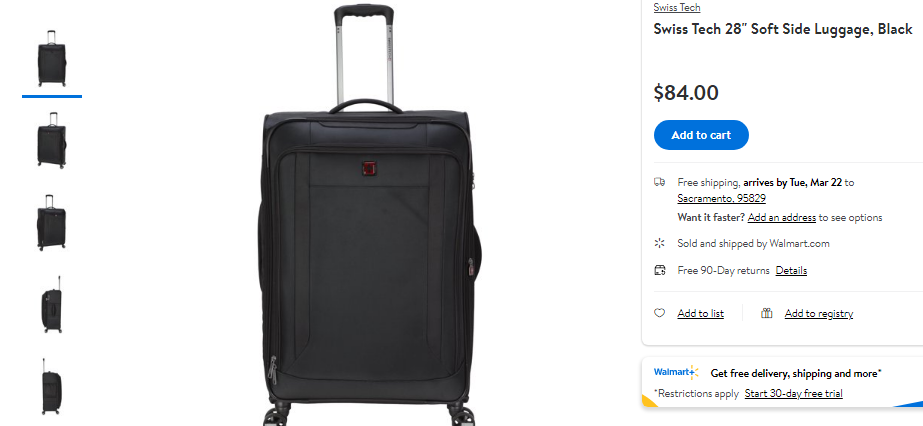 Swiss Tech
Swiss Tech 28" Soft Side Luggage, Black
$84.00
Add to cart
Free shipping, arrives by Tue, Mar 22 to
Sacramento, 95829
Want it faster? Add an address to see options
Sold and shipped by Walmart.com
Free 90-Day returns Details
Add to list
Add to registry
Walmart+ Get free delivery, shipping and more*
*Restrictions apply Start 30-day free trial